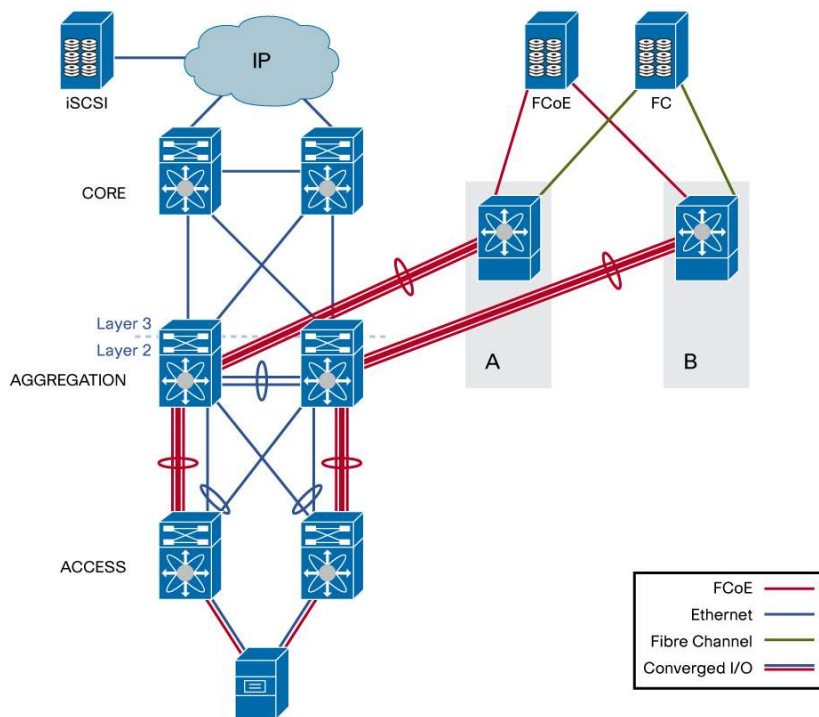 IP
iSCSI
FCoE
FC
CORE
Layer 3
Layer 2
AGGREGATION
A
B
ACCESS
FCoE
Ethernet
Fibre Channel
Converged I/O